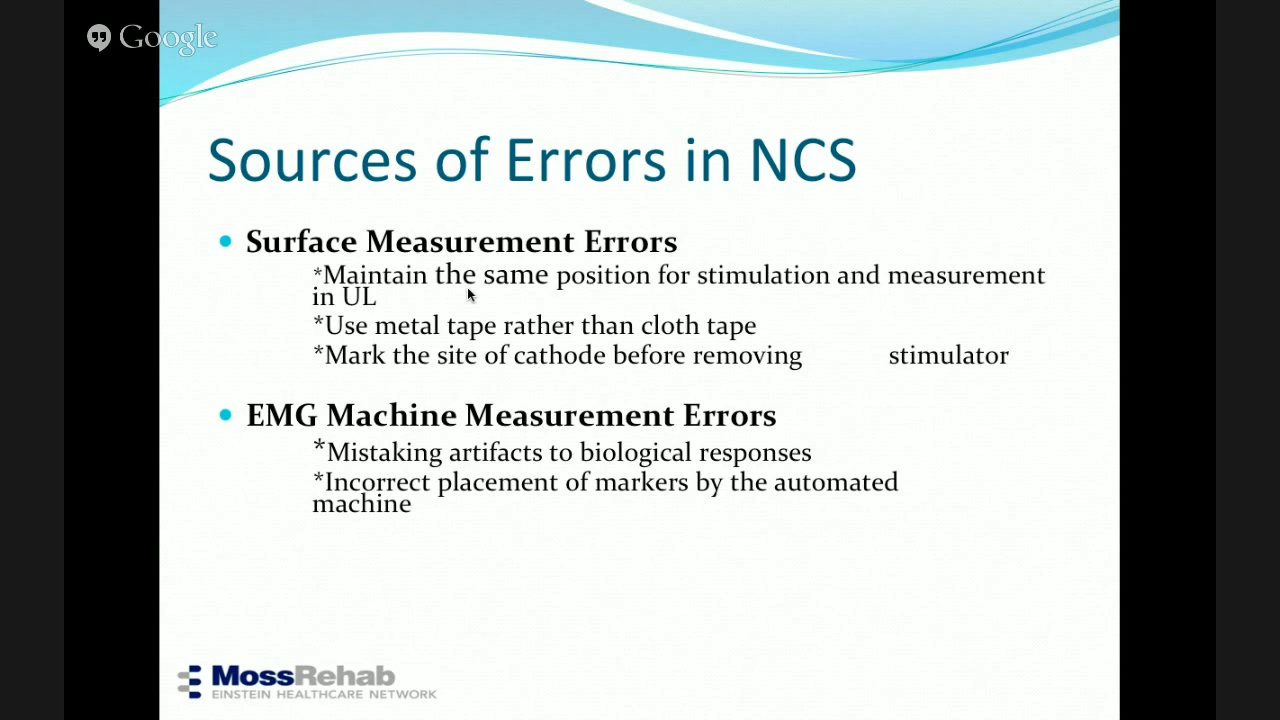 Google
Sources of Errors in NCS
Surface Measurement Errors
*Maintain the same position for stimulation and measurement
in UL
*Use metal tape rather than cloth tape
*Mark the site of cathode before removing stimulator
EMG Machine Measurement Errors
*Mistaking artifacts to biological responses
*Incorrect placement of markers by the automated
machine
MossRehab
EINSTEIN HEALTHCARE NETWORK